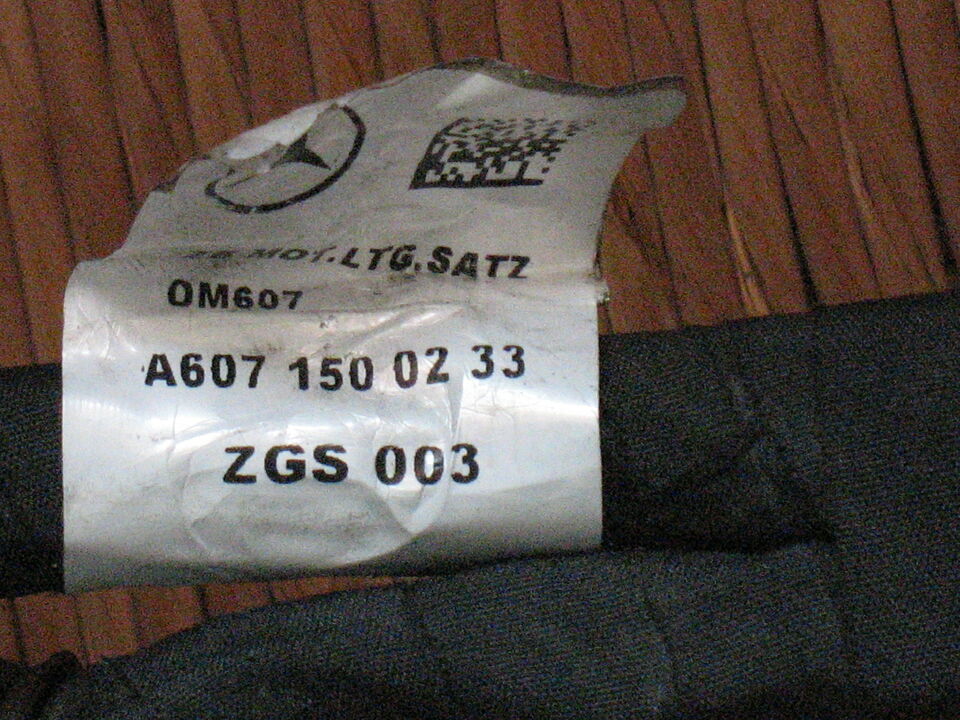 MOT.LTG.SATZ
OM607
A607 150 02 33
ZGS 003